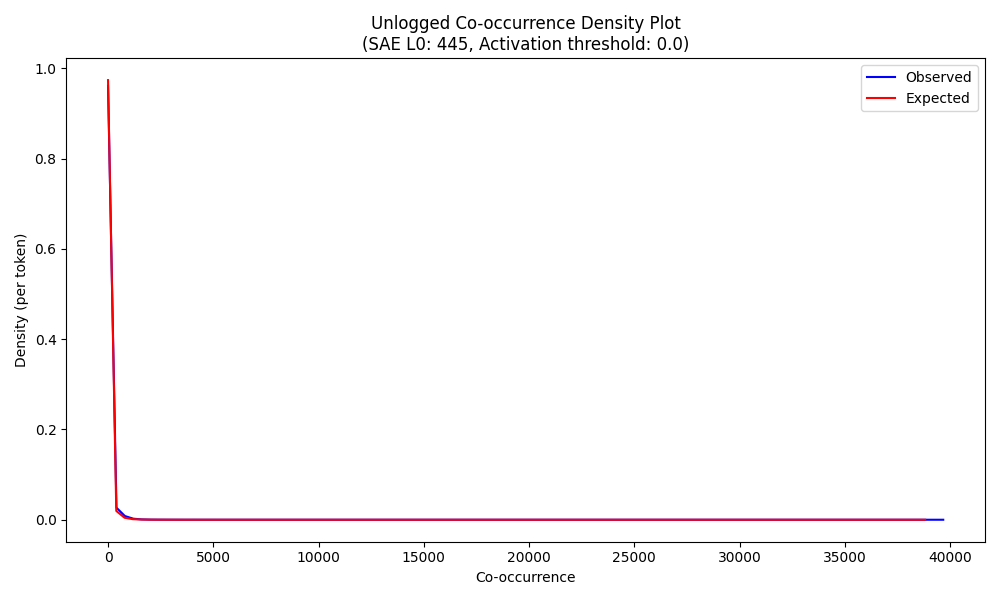 Unlogged Co-occurrence Density Plot
(SAE L0: 445, Activation threshold: 0.0)
Observed
Expected
Density (per token)
1.0
0.8
0.6
0.4
0.2
0.0
0 5000 10000 15000 20000 25000 30000 35000 40000
Co-occurrence